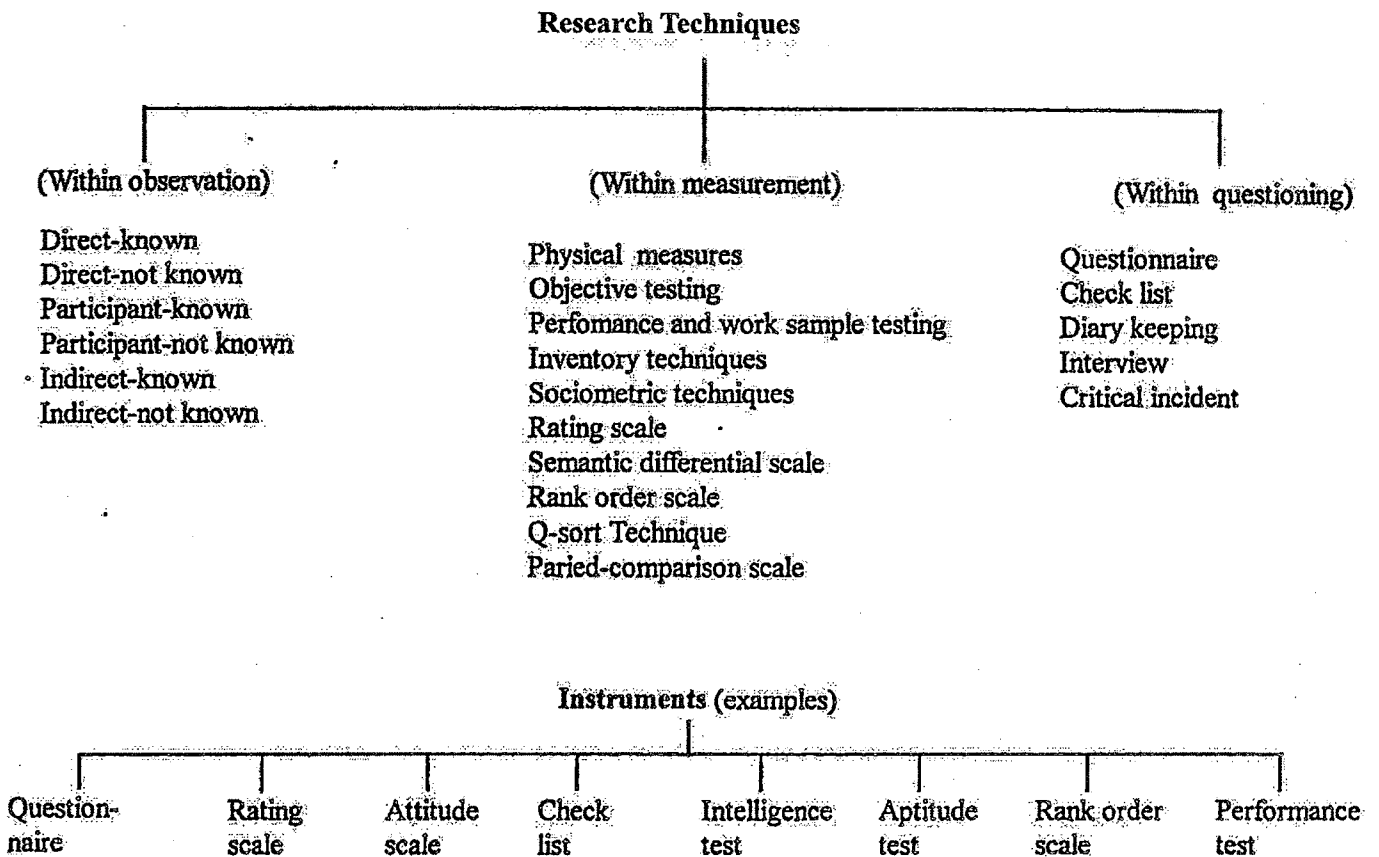 Research Techniques
(Within observation)
Direct-known
Direct-not known
Participant-known
Participant-not known
Indirect-known
Indirect-not known
(Within measurement)
Physical measures
Objective testing
Perfomance and work sample testing
Inventory techniques
Sociometric techniques
Rating scale
Semantic differential scale
Rank order scale
Q-sort Technique
Paried-comparison scale
(Within questioning)
Questionnaire
Check list
Diary keeping
Interview
Critical incident
Instruments (examples)
Question-
naire
Rating
scale
Attitude
scale
Check
list
Intelligence
test
Aptitude
test
Rank order
scale
Performance
test